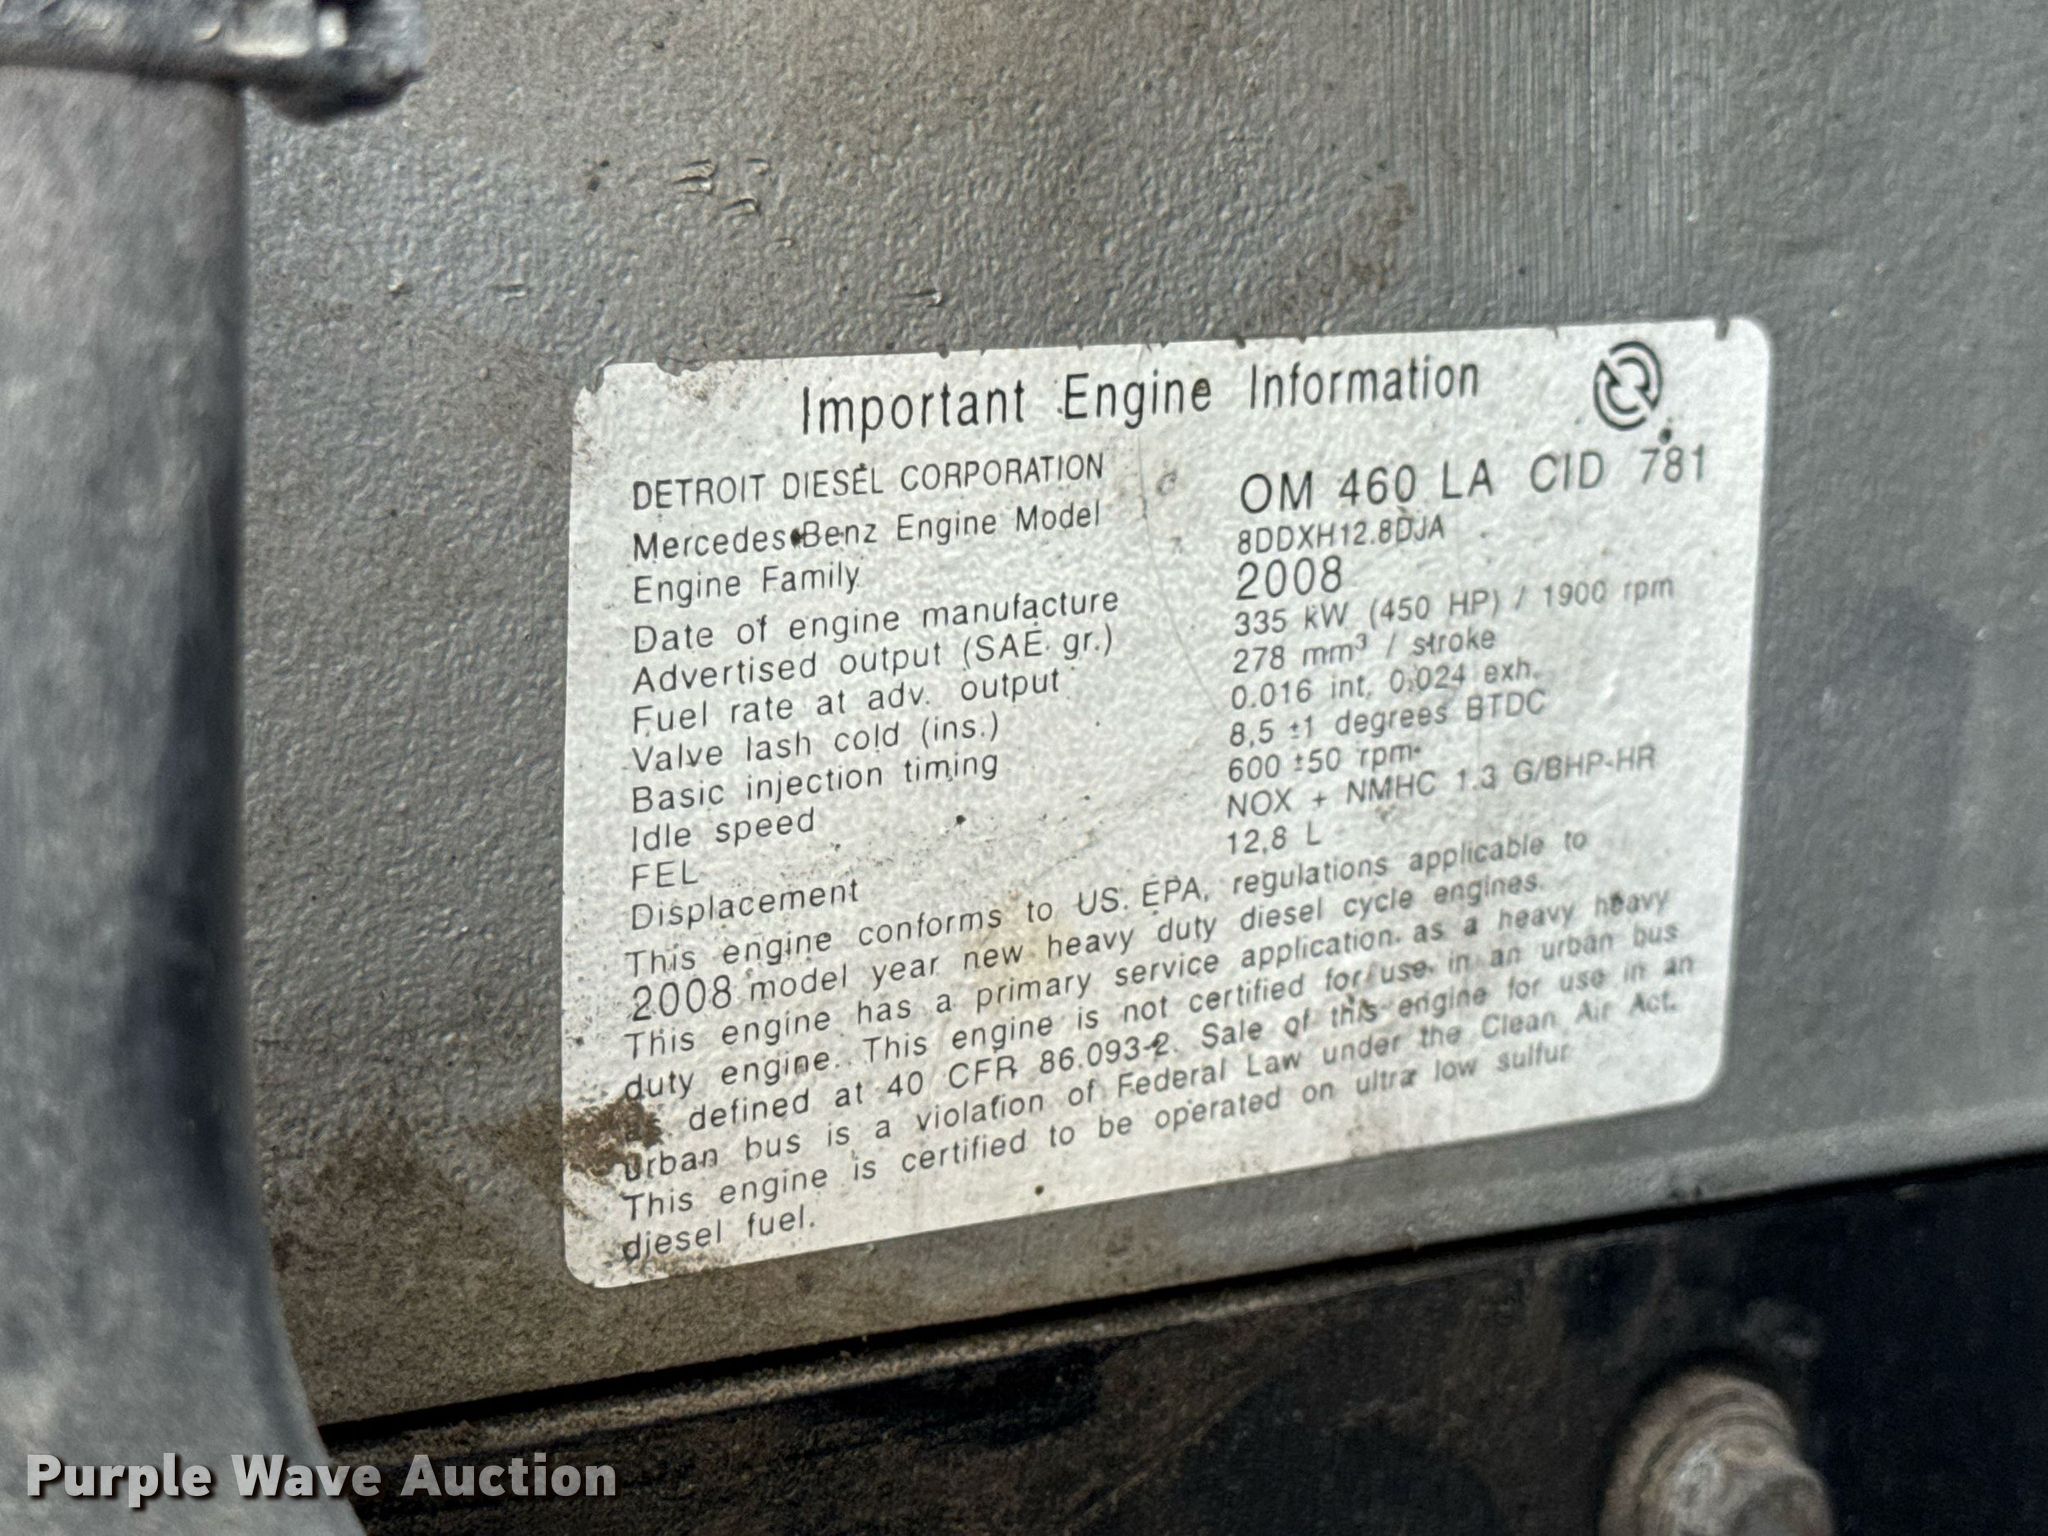 Important Engine Information
DETROIT DIESEL CORPORATION
Mercedes-Benz Engine Model OM 460 LA CID 781
Engine Family 8DDXH12.8DJA
Date of engine manufacture 2008
Advertised output (SAE gr.) 335 kW (450 HP) / 1900 rpm
Fuel rate at adv. output 278 mm³ / stroke
Valve lash cold (ins.) 0.016 int. 0.024 exh.
Basic injection timing 8,5 ±1 degrees BTDC
Idle speed 600 ±50 rpm
FEL NOX + NMHC 1.3 G/BHP-HR
Displacement 12,8 L
This engine conforms to US. EPA, regulations applicable to
2008 model year new heavy duty diesel cycle engines.
This engine has a primary service application as a heavy heavy
duty engine. This engine is not certified for use in an urban bus
as defined at 40 CFR 86.093-2. Sale of this engine for use in an
urban bus is a violation of Federal Law under the Clean Air Act.
This engine is certified to be operated on ultra low sulfur
diesel fuel.
Purple Wave Auction